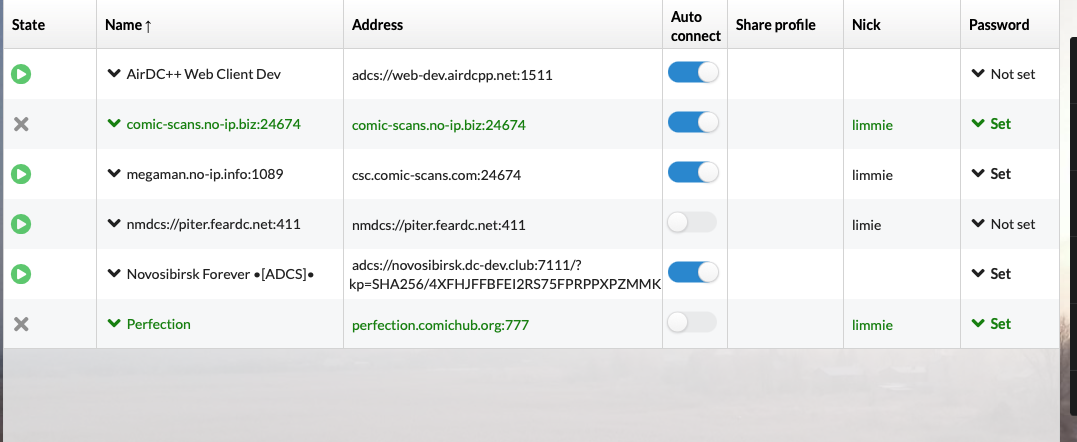 State Name ↑ Address Auto connect Share profile Nick Password
AirDC++ Web Client Dev adcs://web-dev.airdcpp.net:1511 Not set
comic-scans.no-ip.biz:24674 comic-scans.no-ip.biz:24674 limmie Set
megaman.no-ip.info:1089 csc.comic-scans.com:24674 limmie Set
nmdcs://piter.feardc.net:411 nmdcs://piter.feardc.net:411 limie Not set
Novosibirsk Forever •[ADCS]• adcs://novosibirsk.dc-dev.club:7111/? Set
kp=SHA256/4XFHJFFBFEI2RS75FPRPPXPZMMK
Perfection perfection.comichub.org:777 limmie Set